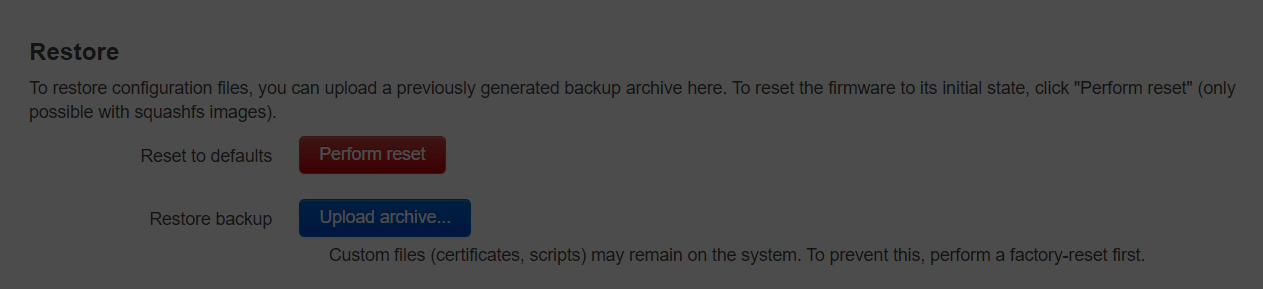 Restore
To restore configuration files, you can upload a previously generated backup archive here. To reset the firmware to its initial state, click "Perform reset" (only
possible with squashfs images).
Reset to defaults Perform reset
Restore backup Upload archive...
Custom files (certificates, scripts) may remain on the system. To prevent this, perform a factory-reset first.